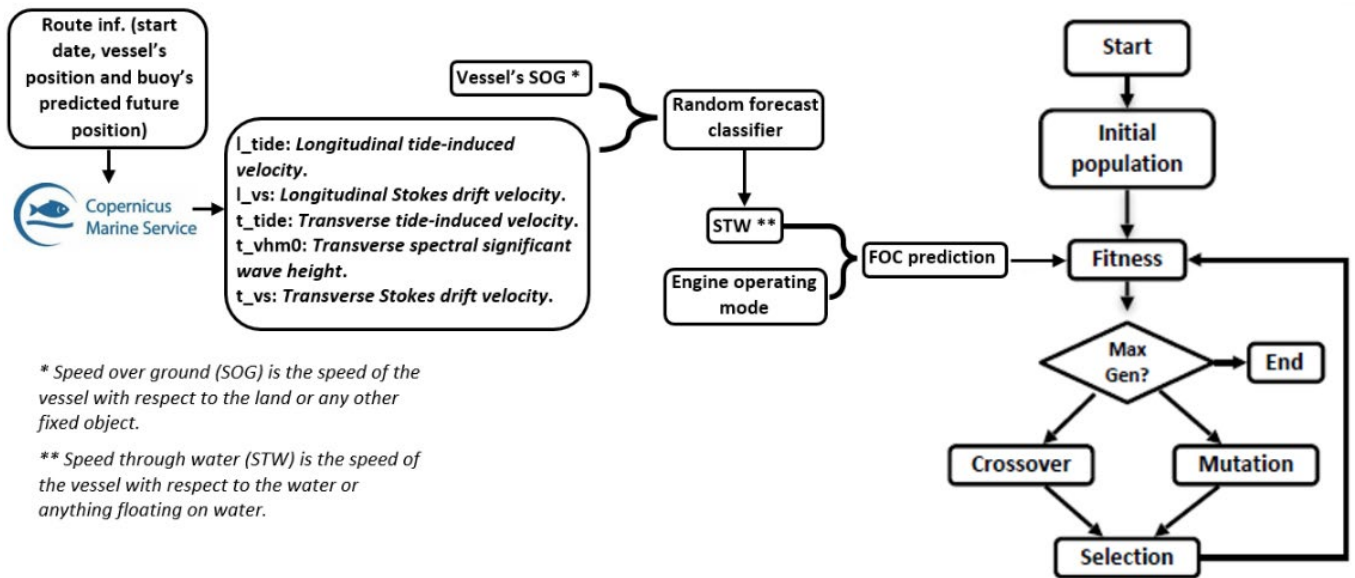 Route inf. (start
date, vessel's
position and buoy's
predicted future
position)
Copernicus
Marine Service
l_tide: Longitudinal tide-induced
velocity.
l_vs: Longitudinal Stokes drift velocity.
t_tide: Transverse tide-induced velocity.
t_vhm0: Transverse spectral significant
wave height.
t_vs: Transverse Stokes drift velocity.
Vessel's SOG *
Random forecast
classifier
STW **
Engine operating
mode
FOC prediction
Start
Initial
population
Fitness
Max
Gen?
End
Crossover
Mutation
Selection
* Speed over ground (SOG) is the speed of the
vessel with respect to the land or any other
fixed object.
** Speed through water (STW) is the speed of
the vessel with respect to the water or
anything floating on water.